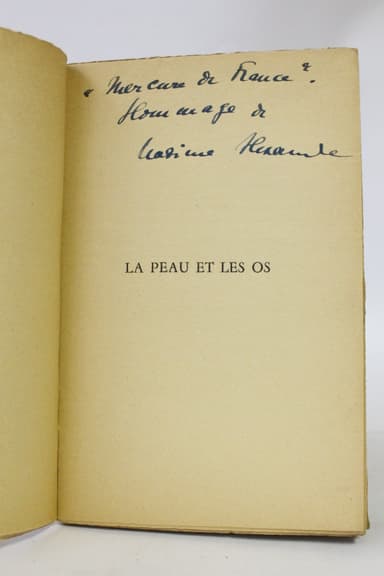 « Mercure de France ».
Hommage de
Maxime Alexandre
LA PEAU ET LES OS